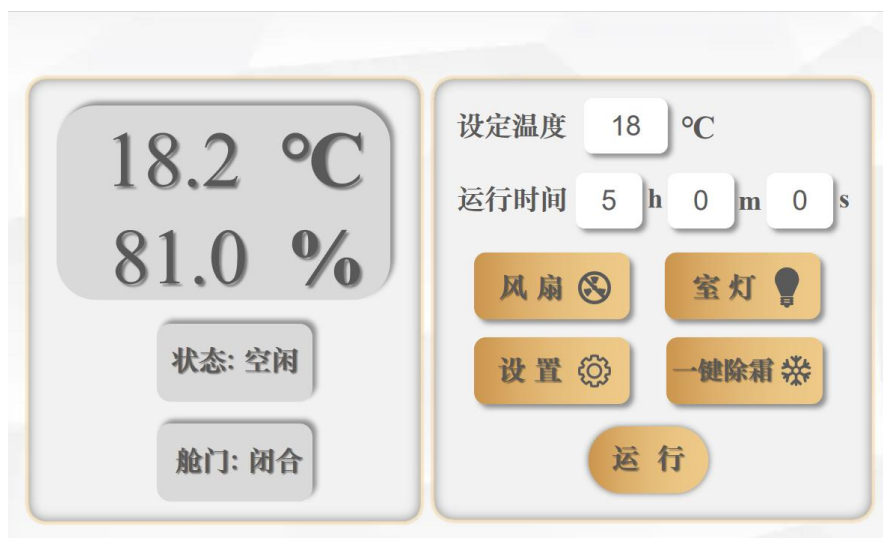 18.2 ℃
81.0 %
状态: 空闲
舱门: 闭合
设定温度 18 ℃
运行时间 5 h 0 m 0 s
风扇 室灯
设置 一键除霜
运行